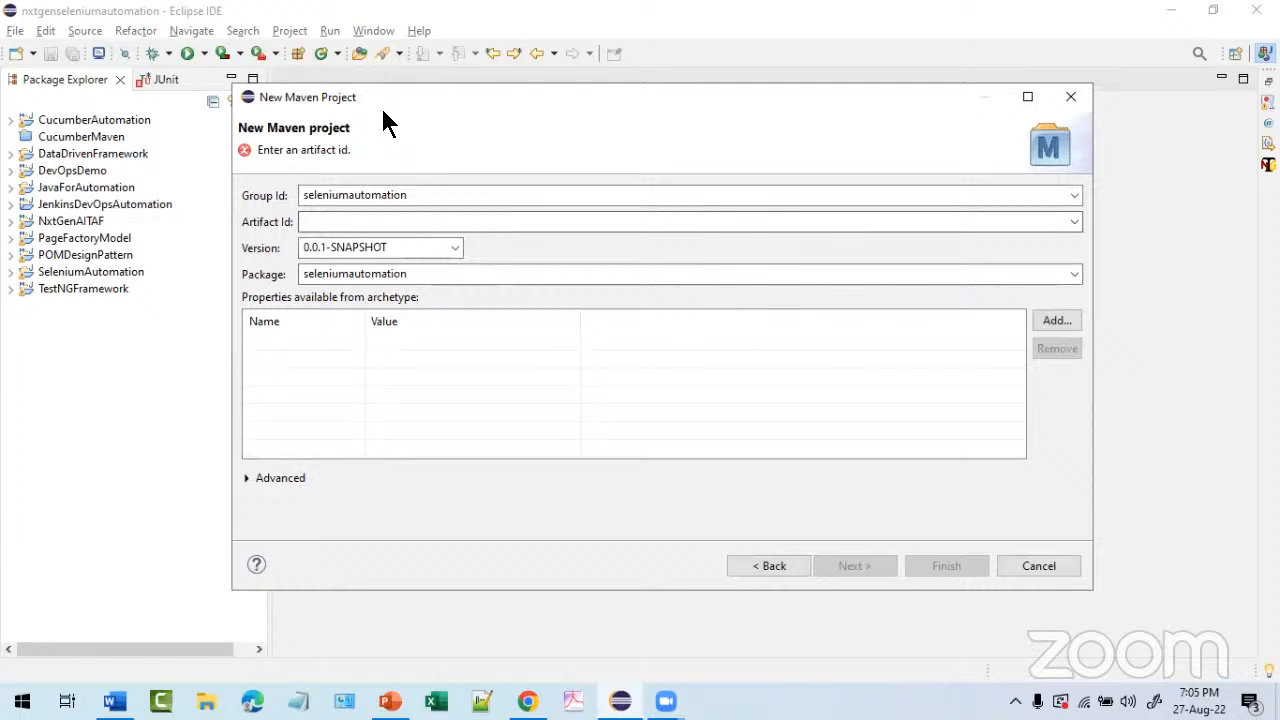 nxtgenseleniumautomation - Eclipse IDE
File Edit Source Refactor Navigate Search Project Run Window Help
Package Explorer JUnit
CucumberAutomation
CucumberMaven
DataDrivenFramework
DevOpsDemo
JavaForAutomation
JenkinsDevOpsAutomation
NxtGenAITAF
PageFactoryModel
POMDesignPattern
SeleniumAutomation
TestNGFramework
New Maven Project
New Maven project
Enter an artifact id.
M
Group Id: seleniumautomation
Artifact Id:
Version: 0.0.1-SNAPSHOT
Package: seleniumautomation
Properties available from archetype:
Name Value
Add...
Remove
Advanced
< Back Next > Finish Cancel
zoom
7:05 PM
27-Aug-22
3